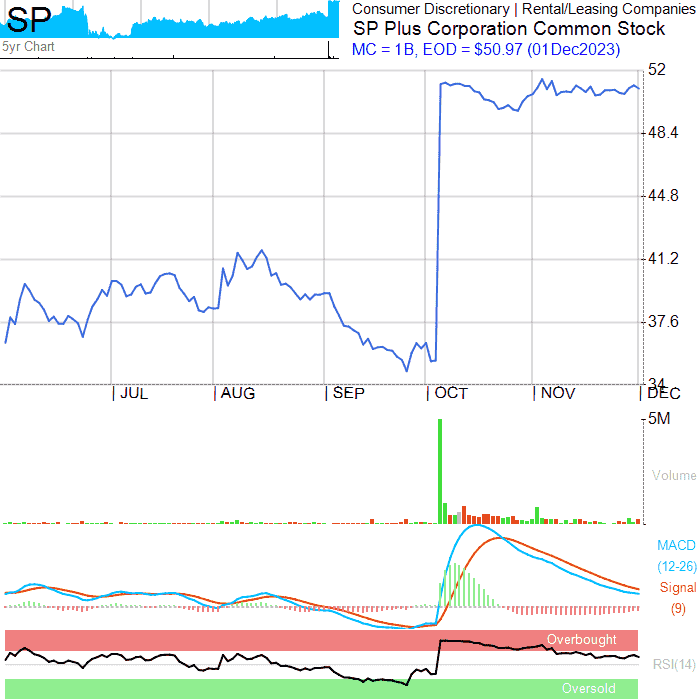 SP
5yr Chart
Consumer Discretionary | Rental/Leasing Companies
SP Plus Corporation Common Stock
MC = 1B, EOD = $50.97 (01Dec2023)
52
48.4
44.8
41.2
37.6
34
JUL
AUG
SEP
OCT
NOV
DEC
5M
Volume
MACD
(12-26)
Signal
(9)
Overbought
RSI(14)
Oversold